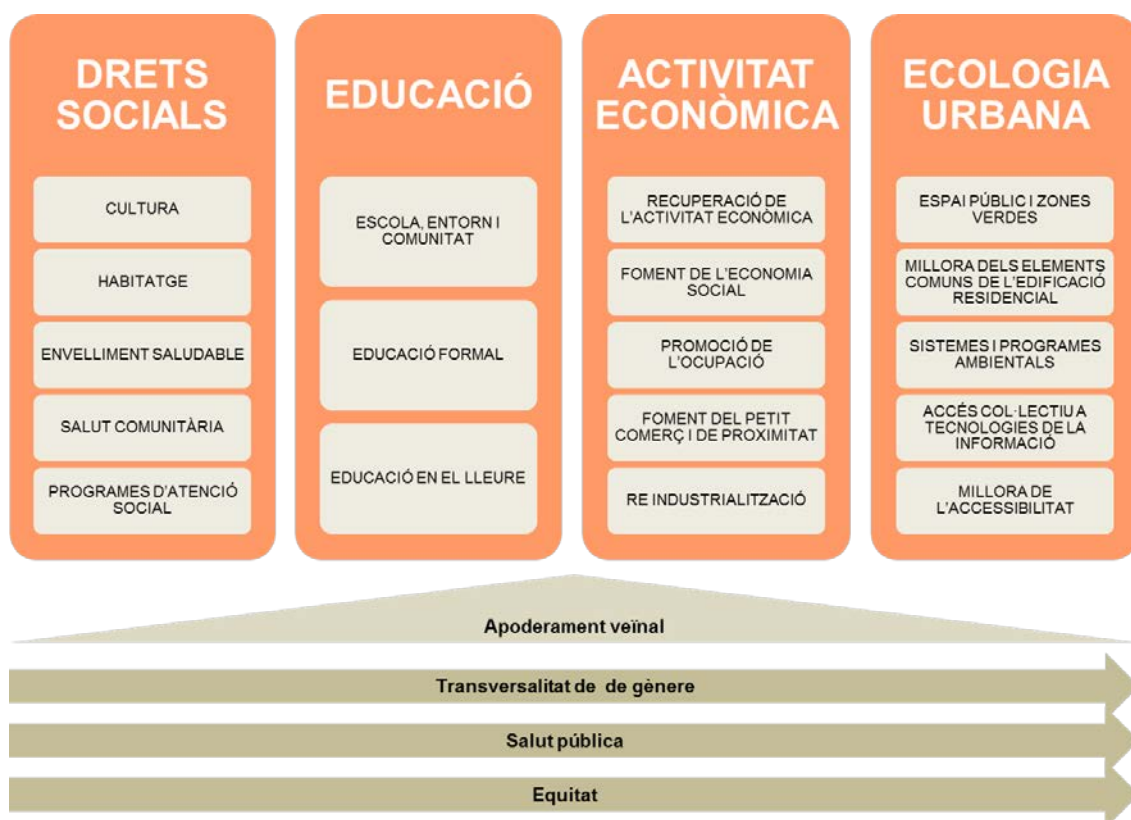 DRETS
SOCIALS
CULTURA
HABITATGE
ENVELLIMENT SALUDABLE
SALUT COMUNITÀRIA
PROGRAMES D'ATENCIÓ
SOCIAL
EDUCACIÓ
ESCOLA, ENTORN I
COMUNITAT
EDUCACIÓ FORMAL
EDUCACIÓ EN EL LLEURE
ACTIVITAT
ECONÒMICA
RECUPERACIÓ DE
L'ACTIVITAT ECONÒMICA
FOMENT DE L'ECONOMIA
SOCIAL
PROMOCIÓ DE
L'OCUPACIÓ
FOMENT DEL PETIT
COMERÇ I DE PROXIMITAT
RE INDUSTRIALITZACIÓ
ECOLOGIA
URBANA
ESPAI PÚBLIC I ZONES
VERDES
MILLORA DELS ELEMENTS
COMUNS DE L'EDIFICACIÓ
RESIDENCIAL
SISTEMES I PROGRAMES
AMBIENTALS
ACCÉS COL·LECTIU A
TECNOLOGIES DE LA
INFORMACIÓ
MILLORA DE
L'ACCESSIBILITAT
Apoderament veïnal
Transversalitat de  de gènere
Salut pública
Equitat